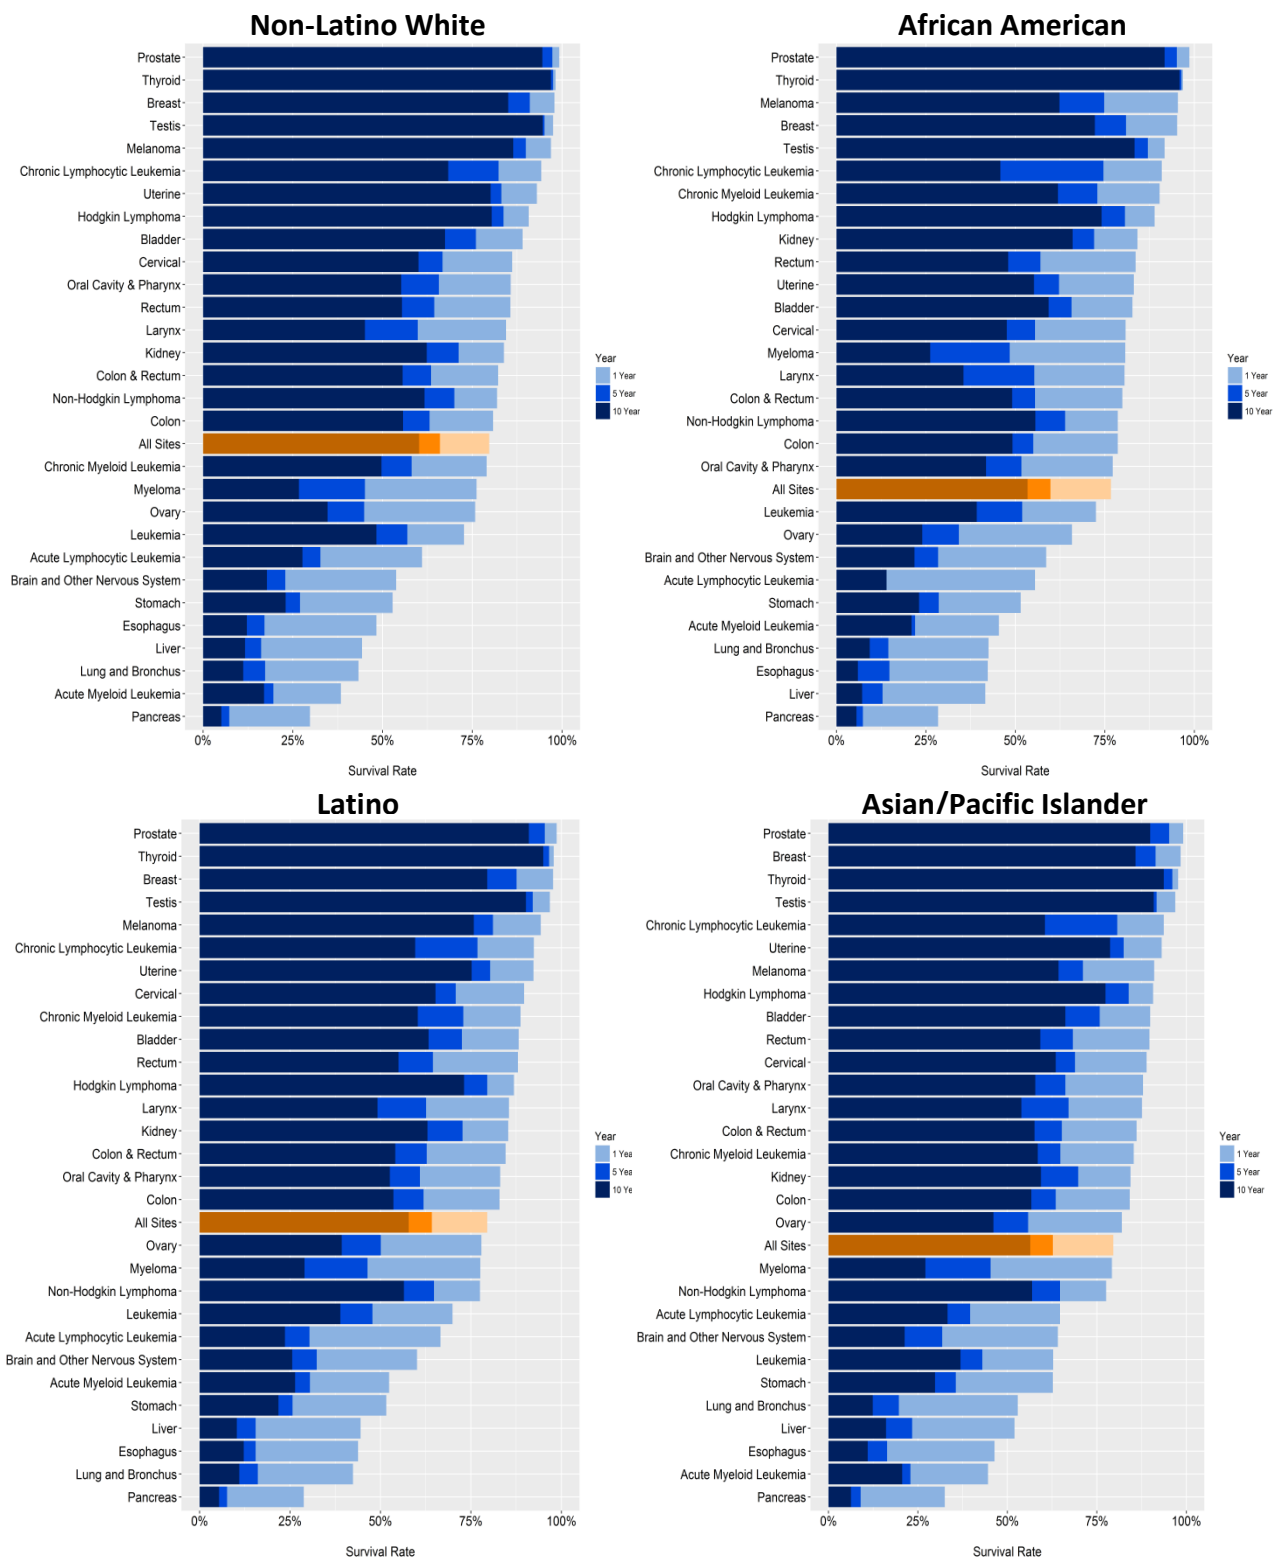 Non-Latino White
Prostate
Thyroid
Breast
Testis
Melanoma
Chronic Lymphocytic Leukemia
Uterine
Hodgkin Lymphoma
Bladder
Cervical
Oral Cavity & Pharynx
Rectum
Larynx
Kidney
Colon & Rectum
Non-Hodgkin Lymphoma
Colon
All Sites
Chronic Myeloid Leukemia
Myeloma
Ovary
Leukemia
Acute Lymphocytic Leukemia
Brain and Other Nervous System
Stomach
Esophagus
Liver
Lung and Bronchus
Acute Myeloid Leukemia
Pancreas
0% 25% 50% 75% 100%
Survival Rate
Year
1 Year
5 Year
10 Year
African American
Prostate
Thyroid
Melanoma
Breast
Testis
Chronic Lymphocytic Leukemia
Chronic Myeloid Leukemia
Hodgkin Lymphoma
Kidney
Rectum
Uterine
Bladder
Cervical
Myeloma
Larynx
Colon & Rectum
Non-Hodgkin Lymphoma
Colon
Oral Cavity & Pharynx
All Sites
Leukemia
Ovary
Brain and Other Nervous System
Acute Lymphocytic Leukemia
Stomach
Acute Myeloid Leukemia
Lung and Bronchus
Esophagus
Liver
Pancreas
0% 25% 50% 75% 100%
Survival Rate
Year
1 Year
5 Year
10 Year
Latino
Prostate
Thyroid
Breast
Testis
Melanoma
Chronic Lymphocytic Leukemia
Uterine
Cervical
Chronic Myeloid Leukemia
Bladder
Rectum
Hodgkin Lymphoma
Larynx
Kidney
Colon & Rectum
Oral Cavity & Pharynx
Colon
All Sites
Ovary
Myeloma
Non-Hodgkin Lymphoma
Leukemia
Acute Lymphocytic Leukemia
Brain and Other Nervous System
Acute Myeloid Leukemia
Stomach
Liver
Esophagus
Lung and Bronchus
Pancreas
0% 25% 50% 75% 100%
Survival Rate
Year
1 Yea
5 Yea
10 Ye
Asian/Pacific Islander
Prostate
Breast
Thyroid
Testis
Chronic Lymphocytic Leukemia
Uterine
Melanoma
Hodgkin Lymphoma
Bladder
Rectum
Cervical
Oral Cavity & Pharynx
Larynx
Colon & Rectum
Chronic Myeloid Leukemia
Kidney
Colon
Ovary
All Sites
Myeloma
Non-Hodgkin Lymphoma
Acute Lymphocytic Leukemia
Brain and Other Nervous System
Leukemia
Stomach
Lung and Bronchus
Liver
Esophagus
Acute Myeloid Leukemia
Pancreas
0% 25% 50% 75% 100%
Survival Rate
Year
1 Year
5 Year
10 Year